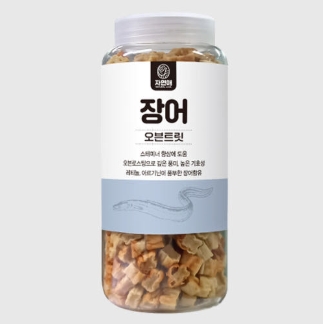 자연애
장어
오븐트릿
스태미너 향상에 도움
오븐로스팅으로 깊은 풍미, 높은 기호성
레티놀, 아르기닌이 풍부한 장어함유